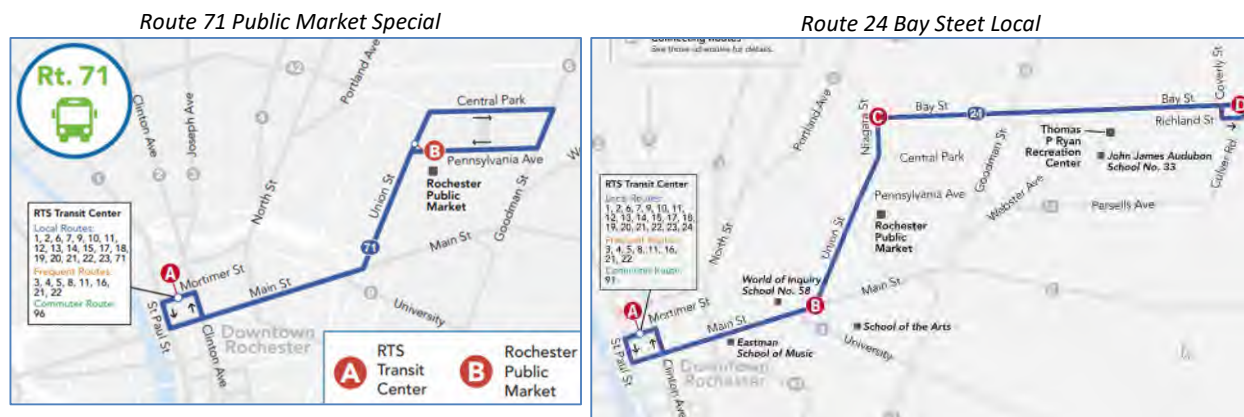 Route 71 Public Market Special
Rt. 71
Clinton Ave
Joseph Ave
Portland Ave
North St
Central Park
Pennsylvania Ave
B
Rochester
Public
Market
Union St
Goodman St
71
Main St
Main St
University
RTS Transit Center
Local Routes:
1, 2, 6, 7, 9, 10, 11,
12, 13, 14, 15, 17, 18,
19, 20, 21, 22, 23, 71
Frequent Routes:
3, 4, 5, 8, 11, 16,
21, 22
Commuter Route:
96
A
Mortimer St
St Paul St
Clinton Ave
Downtown
Rochester
A
RTS
Transit
Center
B
Rochester
Public
Market
Route 24 Bay Steet Local
Connecting Routes
See those schedules for details.
Portland Ave
Niagara St
C
Bay St
24
Bay St
Coverly St
D
Richland St
Culver Rd
Goodman St
Thomas
P Ryan
Recreation
Center
John James Audubon
School No. 33
Central Park
Pennsylvania Ave
Webster Ave
Parsells Ave
Rochester
Public
Market
Union St
North St
RTS Transit Center
Local Routes:
1, 2, 6, 7, 9, 10, 11,
12, 13, 14, 15, 17, 18,
19, 20, 21, 22, 23, 24
Frequent Routes:
3, 4, 5, 8, 11, 16,
21, 22
Commuter Route:
91
World of Inquiry
School No. 58
B
Main St
Main St
School of the Arts
University
Eastman
School of Music
A
Mortimer St
St Paul St
Clinton Ave
Downtown
Rochester